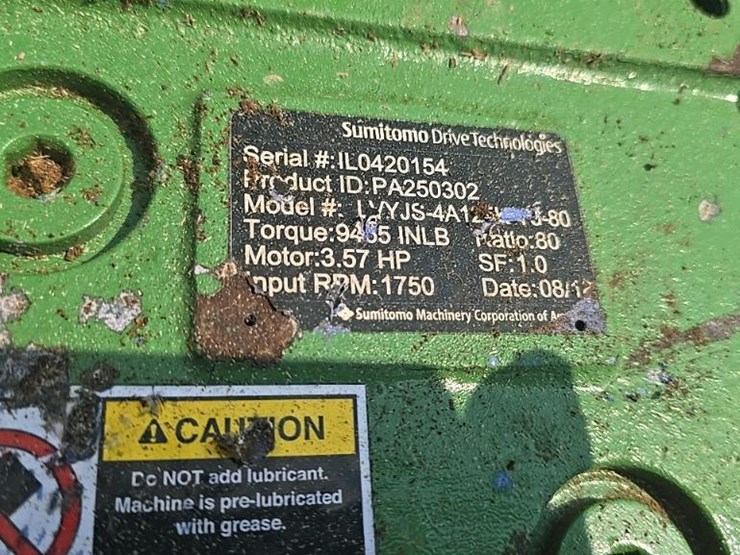 Sumitomo Drive Technologies
Serial #:IL0420154
Product ID:PA250302
Model #:
Torque: INLB Ratio:80
Motor:3.57 HP SF:1.0
Input RPM:1750 Date:
Sumitomo Machinery Corporation of
CAUTION
Do NOT add lubricant.
Machine is pre-lubricated
with grease.